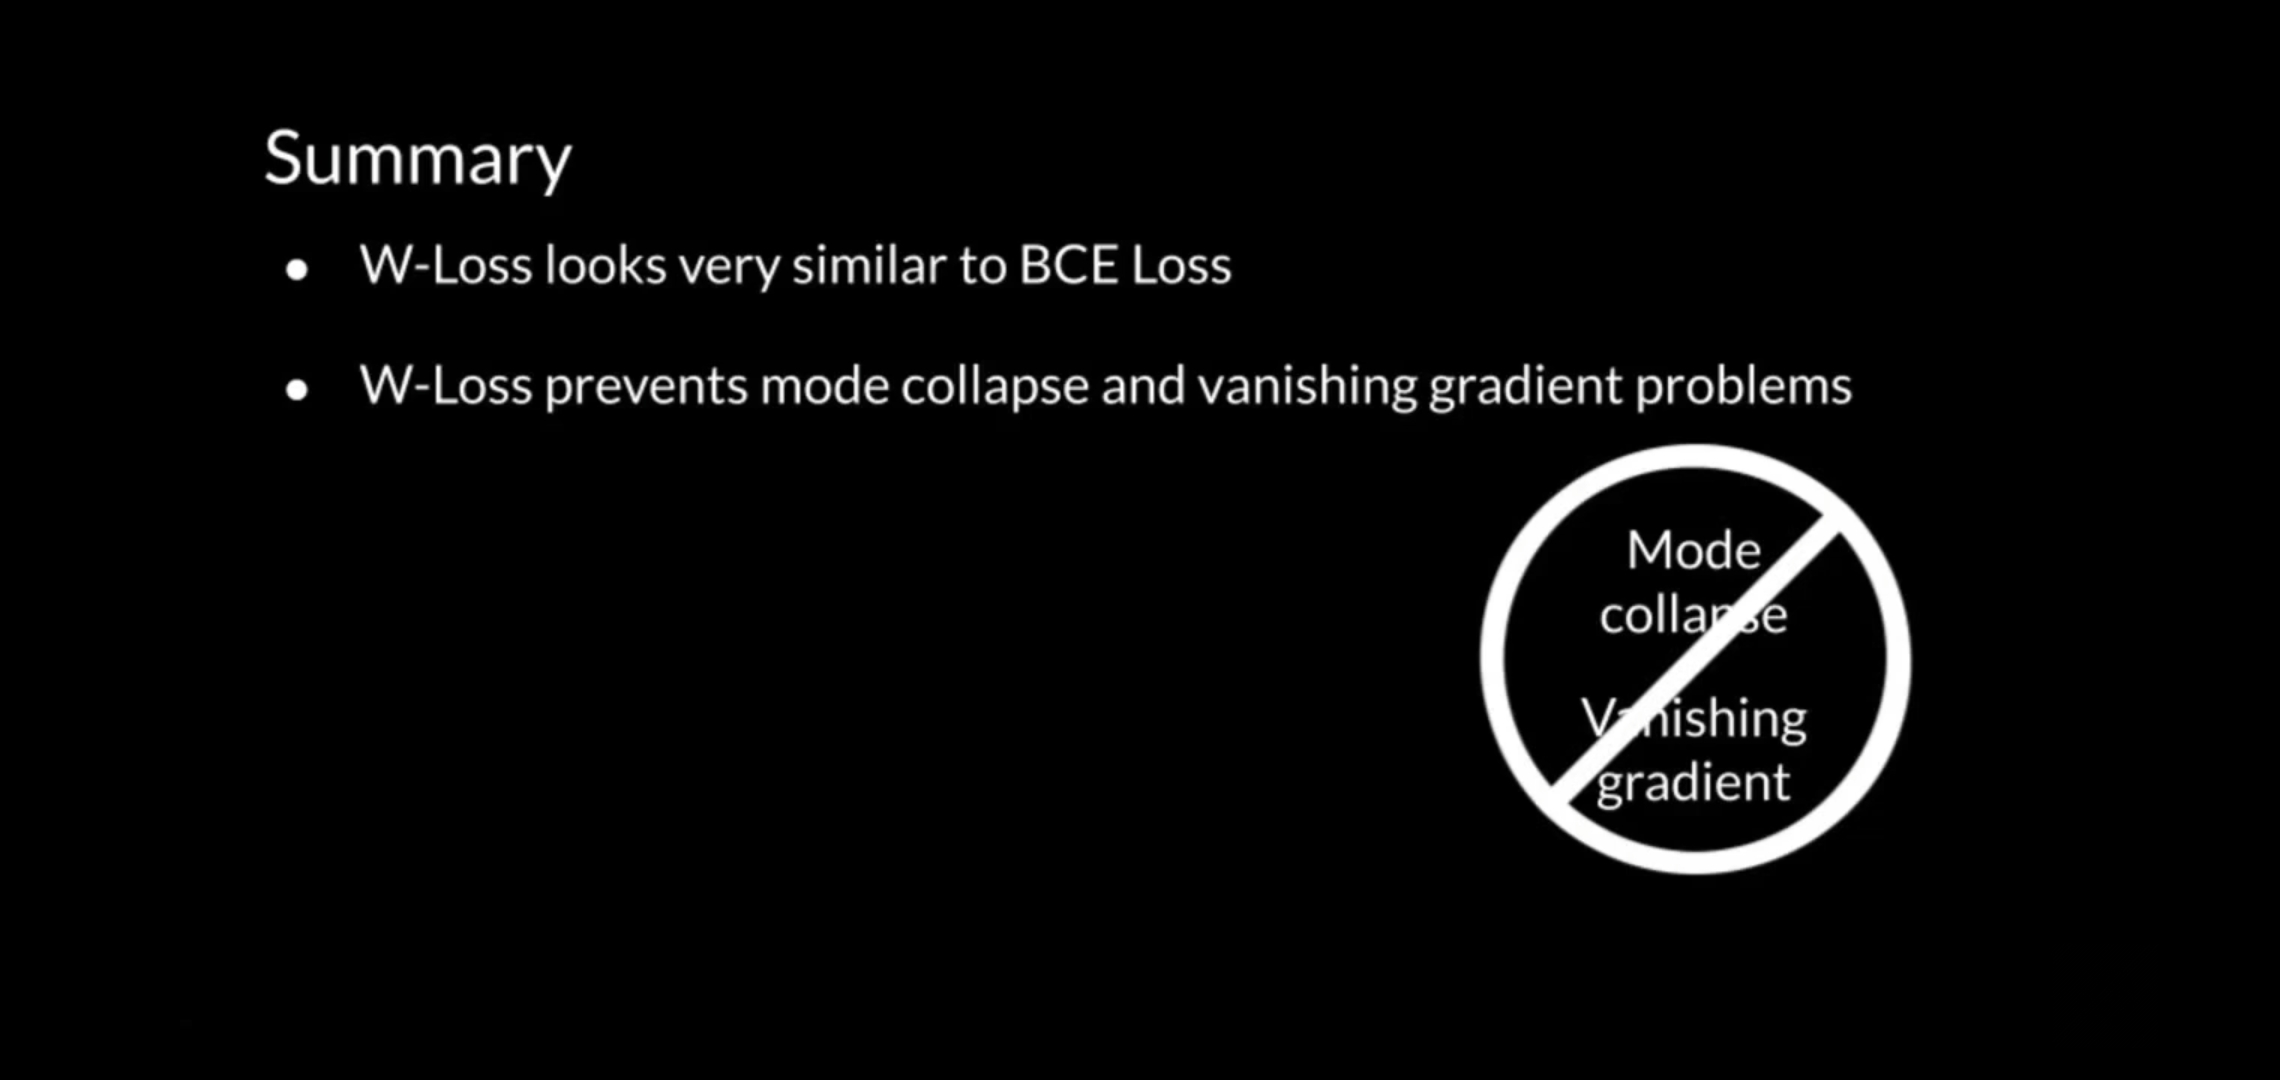 Summary
● W-Loss looks very similar to BCE Loss
● W-Loss prevents mode collapse and vanishing gradient problems
Mode
collapse
Vanishing
gradient